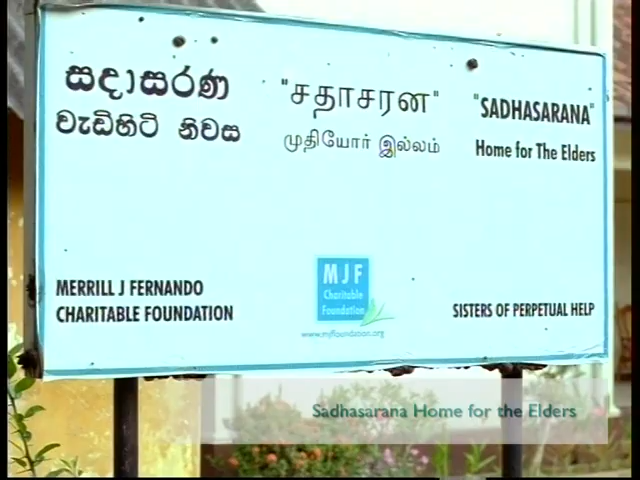 සදාසරණ
වැඩිහිටි නිවස
"சதாசரன"
முதியோர் இல்லம்
"SADHASARANA"
Home for The Elders
MERRILL J FERNANDO
CHARITABLE FOUNDATION
MJF
Charitable
Foundation
www.mjffoundation.org
SISTERS OF PERPETUAL HELP
Sadhasarana Home for the Elders